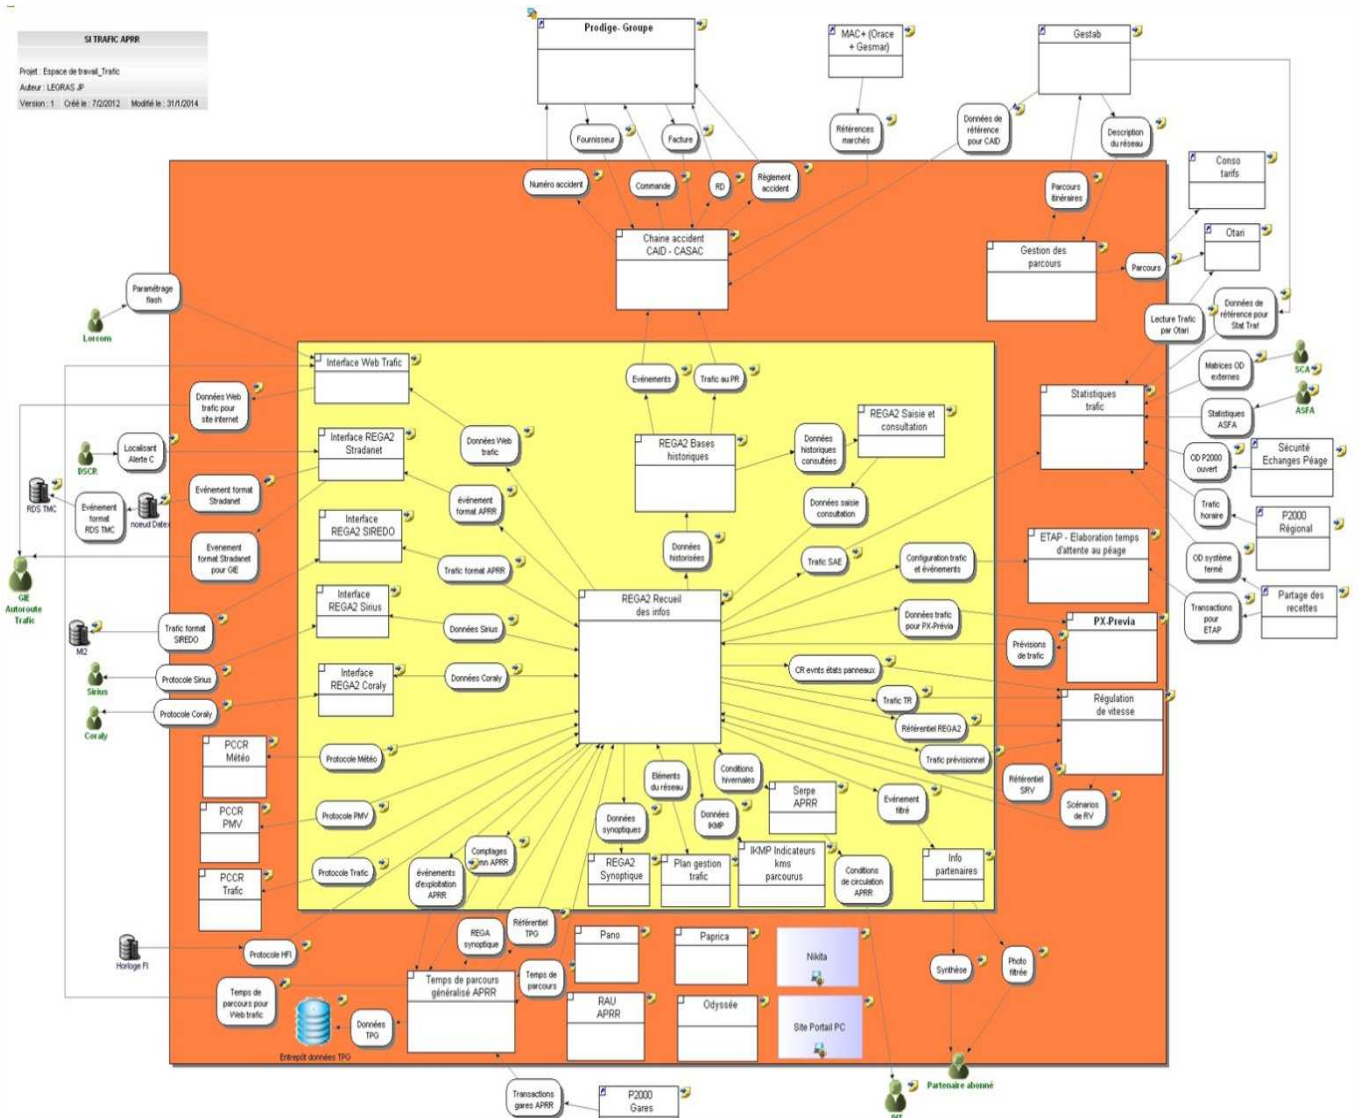 SI TRAFIC APRR
Projet : Espace de travail_Trafic
Auteur : LEGRAS JP
Version : 1 Créé le : 7/2/2012 Modifié le : 31/1/2014
Prodige- Groupe
MAC+ (Orace
+ Gesmar)
Gestab
Fournisseur
Facture
Références
marchés
Données de
référence
pour CAID
Description
du réseau
Numéro accident
Commande
RD
Règlement
accident
Parcours
itinéraires
Conso
tarifs
Chaine accident
CAID - CASAC
Gestion des
parcours
Parcours
Otari
Paramétrage
flash
Lorcom
Lecture Trafic
par Otari
Données de
référence pour
Stat Traf
Interface Web Trafic
Evénements
Trafic au PR
Matrices OD
externes
SCA
Données Web
trafic pour
site internet
Statistiques
trafic
Statistiques
ASFA
ASFA
REGA2 Saisie et
consultation
Interface REGA2
Stradanet
Données Web
trafic
REGA2 Bases
historiques
Données
historiques
consultées
DSCR
Localisant
Alerte C
OD P2000
ouvert
Sécurité
Echanges Péage
RDS TMC
Evénement
format
RDS TMC
noeud Datex
Evénement format
Stradanet
événement
format APRR
Données saisie
consultation
Trafic
horaire
P2000
Régional
Interface
REGA2 SIREDO
Données
historisées
ETAP - Elaboration temps
d'attente au péage
Evenement
format Stradanet
pour GIE
Trafic format APRR
Trafic SAE
Configuration trafic
et événements
OD système
fermé
GIE
Autoroute
Trafic
Interface
REGA2 Sirius
REGA2 Recueil
des infos
Partage des
recettes
Transactions
pour
ETAP
Données trafic
pour PX-Prévia
PX-Previa
Trafic format
SIREDO
MI2
Données Sirius
Prévisions
de trafic
Protocole Sirius
Sirius
Interface
REGA2 Coraly
Données Coraly
CR evnts états panneaux
Régulation
de vitesse
Protocole Coraly
Coraly
Trafic TR
Référentiel REGA2
PCCR
Météo
Protocole Météo
Trafic prévisionnel
Conditions
hivernales
Eléments
du réseau
Référentiel
SRV
Scénarios
de RV
Serpe
APRR
Evénement
filtré
PCCR
PMV
Protocole PMV
Données
synoptiques
Données
IKMP
Comptages
mn APRR
REGA2
Synoptique
Plan gestion
trafic
IKMP Indicateurs
kms
parcourus
Info
partenaires
PCCR
Trafic
Protocole Trafic
événements
d'exploitation
APRR
Conditions
de circulation
APRR
Horloge FI
Protocole HFI
REGA
synoptique
Référentiel
TPG
Pano
Paprica
Nikita
Synthèse
Photo
filtrée
Temps de
parcours pour
Web trafic
Temps de parcours
généralisé APRR
Temps de
parcours
RAU
APRR
Odyssée
Site Portail PC
Données
TPG
Entrepôt données TPG
Partenaire abonné
Transactions
gares APRR
P2000
Gares